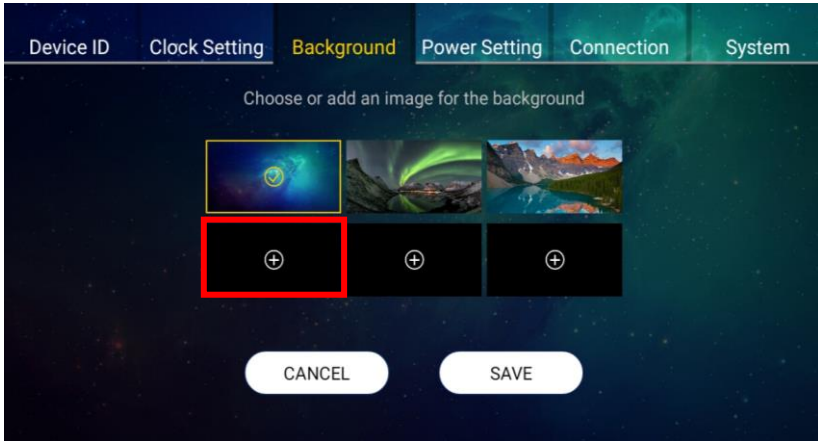 Device ID Clock Setting Background Power Setting Connection System
Choose or add an image for the background
CANCEL SAVE